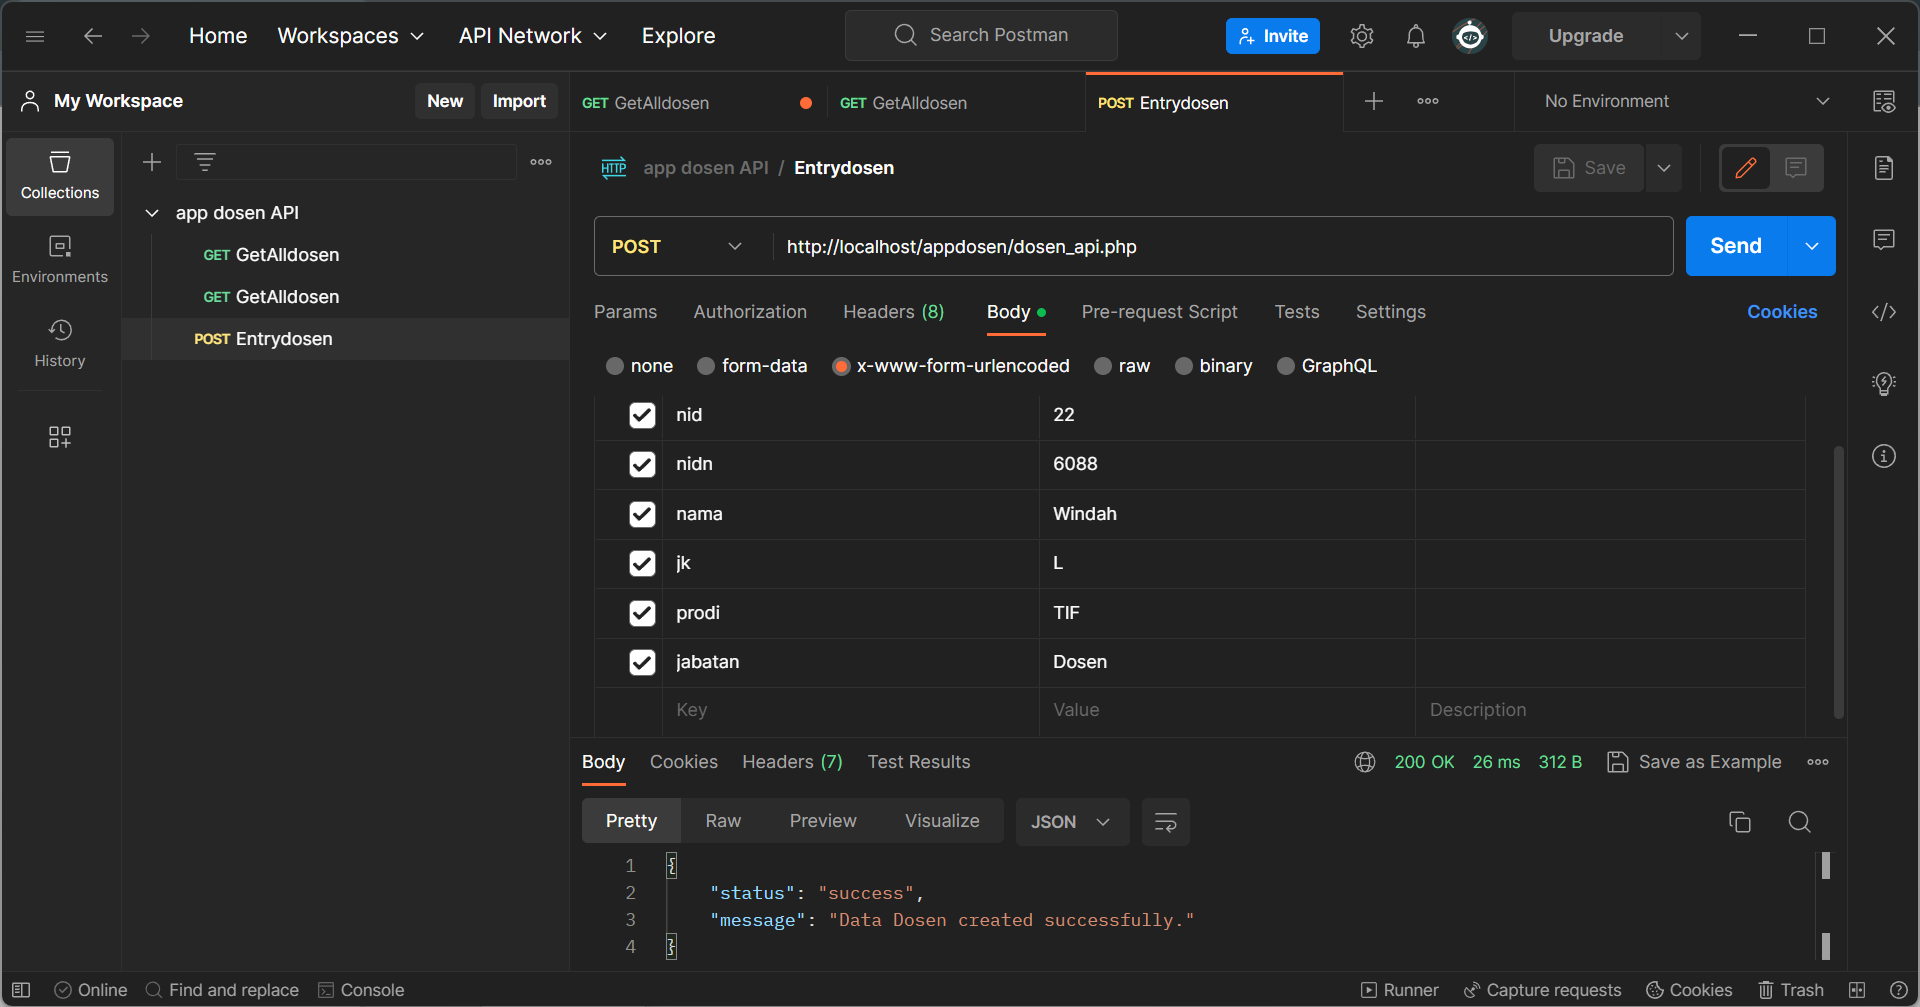 Home Workspaces API Network Explore Search Postman Invite Upgrade
My Workspace New Import GET GetAlldosen GET GetAlldosen POST Entrydosen No Environment
Collections
Environments
History
app dosen API
GET GetAlldosen
GET GetAlldosen
POST Entrydosen
HTTP app dosen API / Entrydosen Save
POST http://localhost/appdosen/dosen_api.php Send
Params Authorization Headers (8) Body Pre-request Script Tests Settings Cookies
none form-data x-www-form-urlencoded raw binary GraphQL
nid 22
nidn 6088
nama Windah
jk L
prodi TIF
jabatan Dosen
Key Value Description
Body Cookies Headers (7) Test Results 200 OK 26 ms 312 B Save as Example
Pretty Raw Preview Visualize JSON
1 {
2 "status": "success",
3 "message": "Data Dosen created successfully."
4 }
Online Find and replace Console Runner Capture requests Cookies Trash